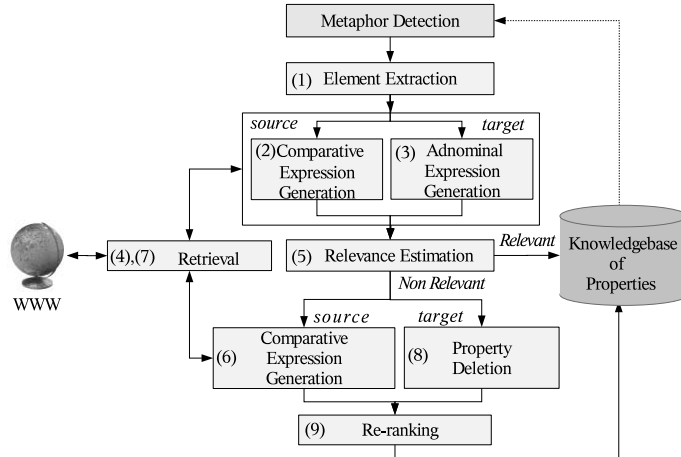 Metaphor Detection
(1) Element Extraction
source
target
(2) Comparative
Expression
Generation
(3) Adnominal
Expression
Generation
WWW
(4),(7) Retrieval
(5) Relevance Estimation
Relevant
Knowledgebase
of
Properties
Non Relevant
source
target
(6) Comparative
Expression
Generation
(8) Property
Deletion
(9) Re-ranking